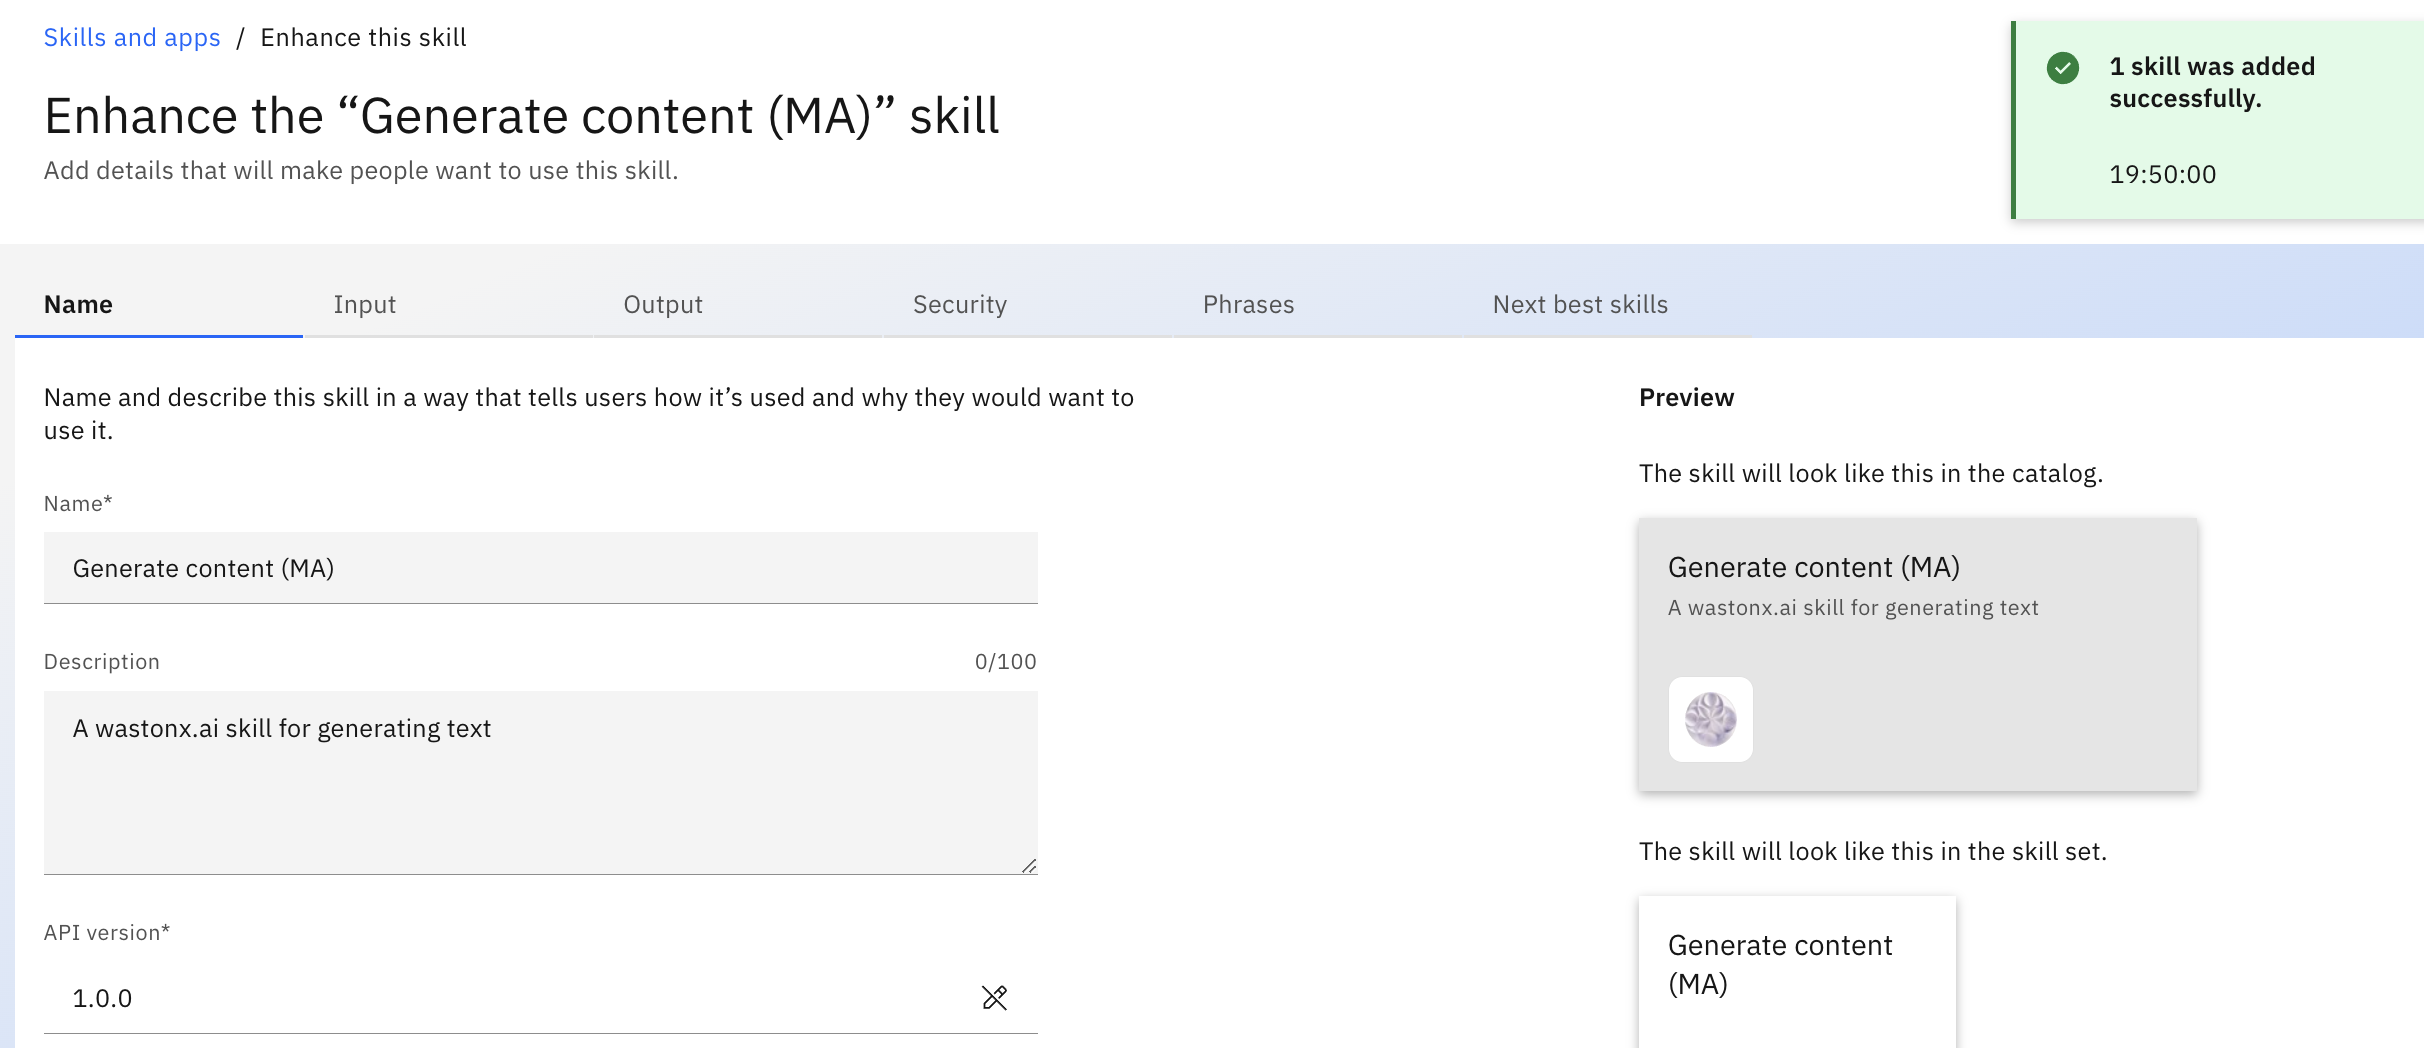 Skills and apps / Enhance this skill
Enhance the “Generate content (MA)” skill
Add details that will make people want to use this skill.
1 skill was added
successfully.
19:50:00
Name
Input
Output
Security
Phrases
Next best skills
Name and describe this skill in a way that tells users how it’s used and why they would want to
use it.
Name*
Generate content (MA)
Description
0/100
A wastonx.ai skill for generating text
API version*
1.0.0
Preview
The skill will look like this in the catalog.
Generate content (MA)
A wastonx.ai skill for generating text
The skill will look like this in the skill set.
Generate content
(MA)